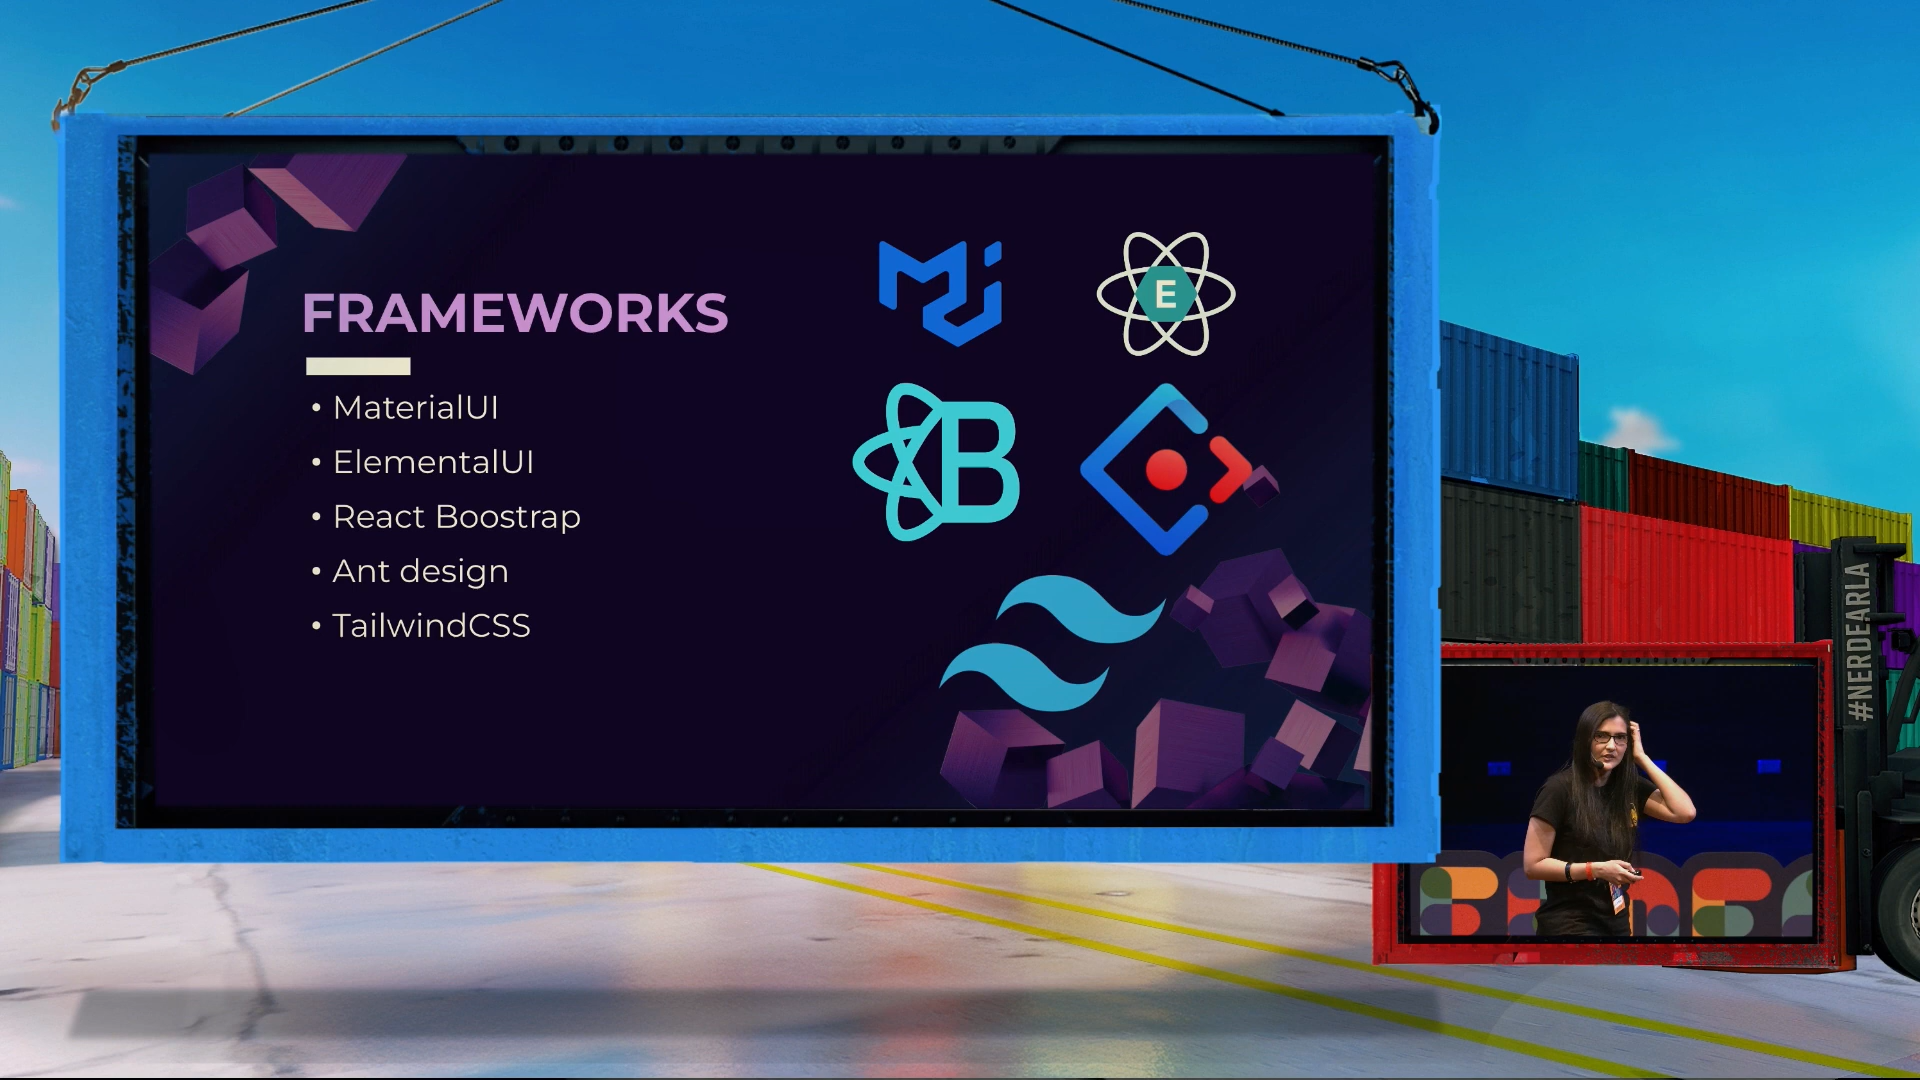 FRAMEWORKS
• MaterialUI
• ElementalUI
• React Boostrap
• Ant design
• TailwindCSS
E
B
#NERDEARLA